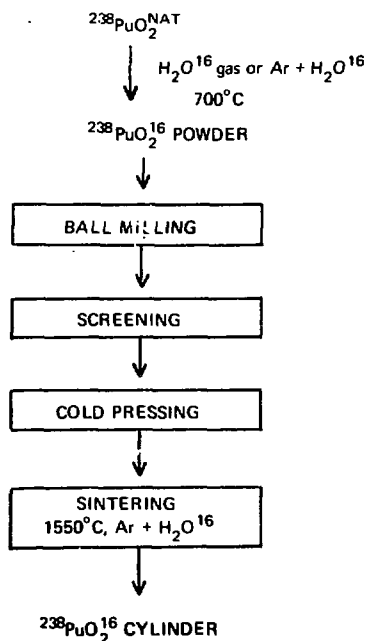 ²³⁸PuO₂ᴺᴬᵀ
H₂O¹⁶ gas or Ar + H₂O¹⁶
700°C
²³⁸PuO₂¹⁶ POWDER
BALL MILLING
SCREENING
COLD PRESSING
SINTERING
1550°C, Ar + H₂O¹⁶
²³⁸PuO₂¹⁶ CYLINDER